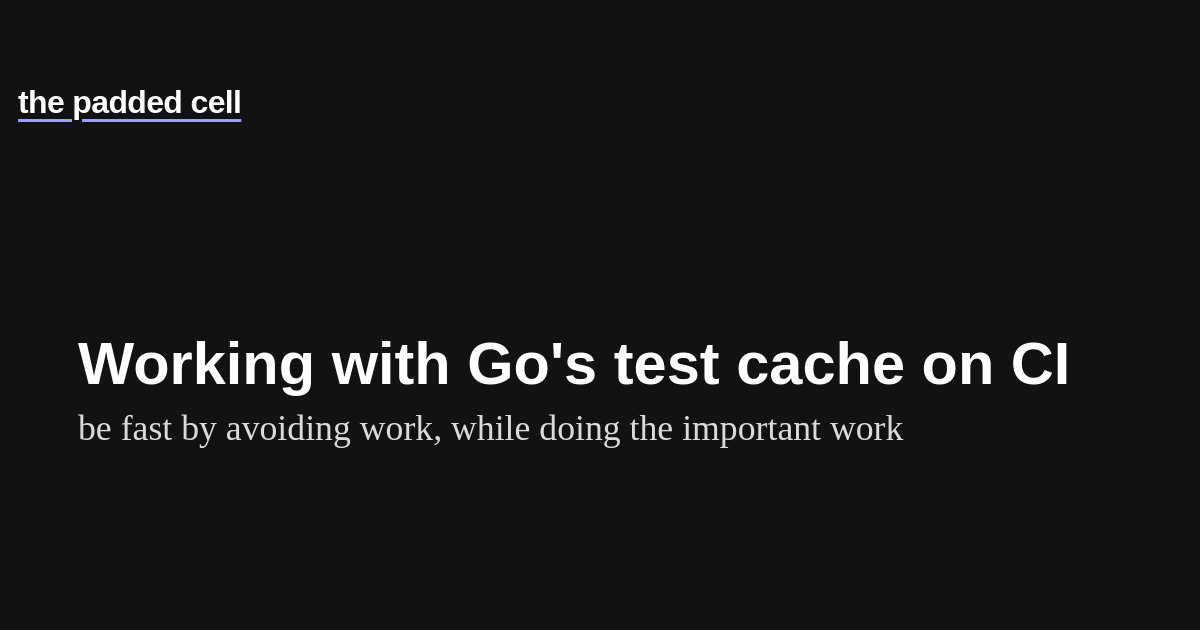 the padded cell
Working with Go's test cache on CI
be fast by avoiding work, while doing the important work